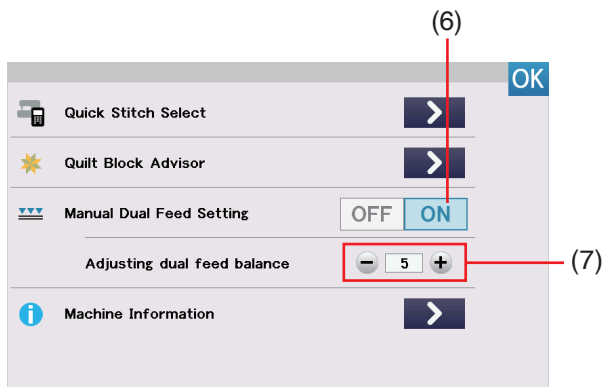 (6)
OK
Quick Stitch Select
Quilt Block Advisor
Manual Dual Feed Setting OFF ON
Adjusting dual feed balance − 5 + (7)
Machine Information